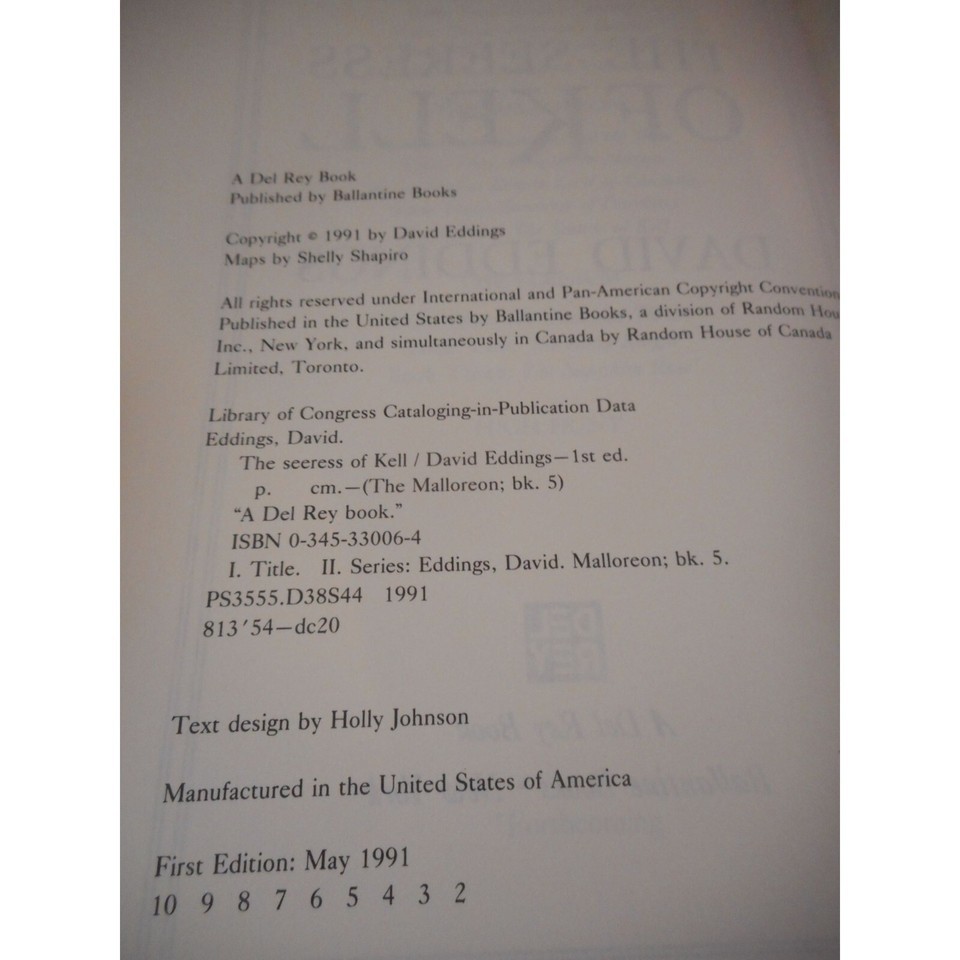 A Del Rey Book
Published by Ballantine Books
Copyright © 1991 by David Eddings
Maps by Shelly Shapiro
All rights reserved under International and Pan-American Copyright Convention
Published in the United States by Ballantine Books, a division of Random Hou
Inc., New York, and simultaneously in Canada by Random House of Canada
Limited, Toronto.
Library of Congress Cataloging-in-Publication Data
Eddings, David.
The seeress of Kell / David Eddings—1st ed.
p. cm.—(The Malloreon; bk. 5)
“A Del Rey book.”
ISBN 0-345-33006-4
I. Title. II. Series: Eddings, David. Malloreon; bk. 5.
PS3555.D38S44 1991
813′54—dc20
Text design by Holly Johnson
Manufactured in the United States of America
First Edition: May 1991
10 9 8 7 6 5 4 3 2